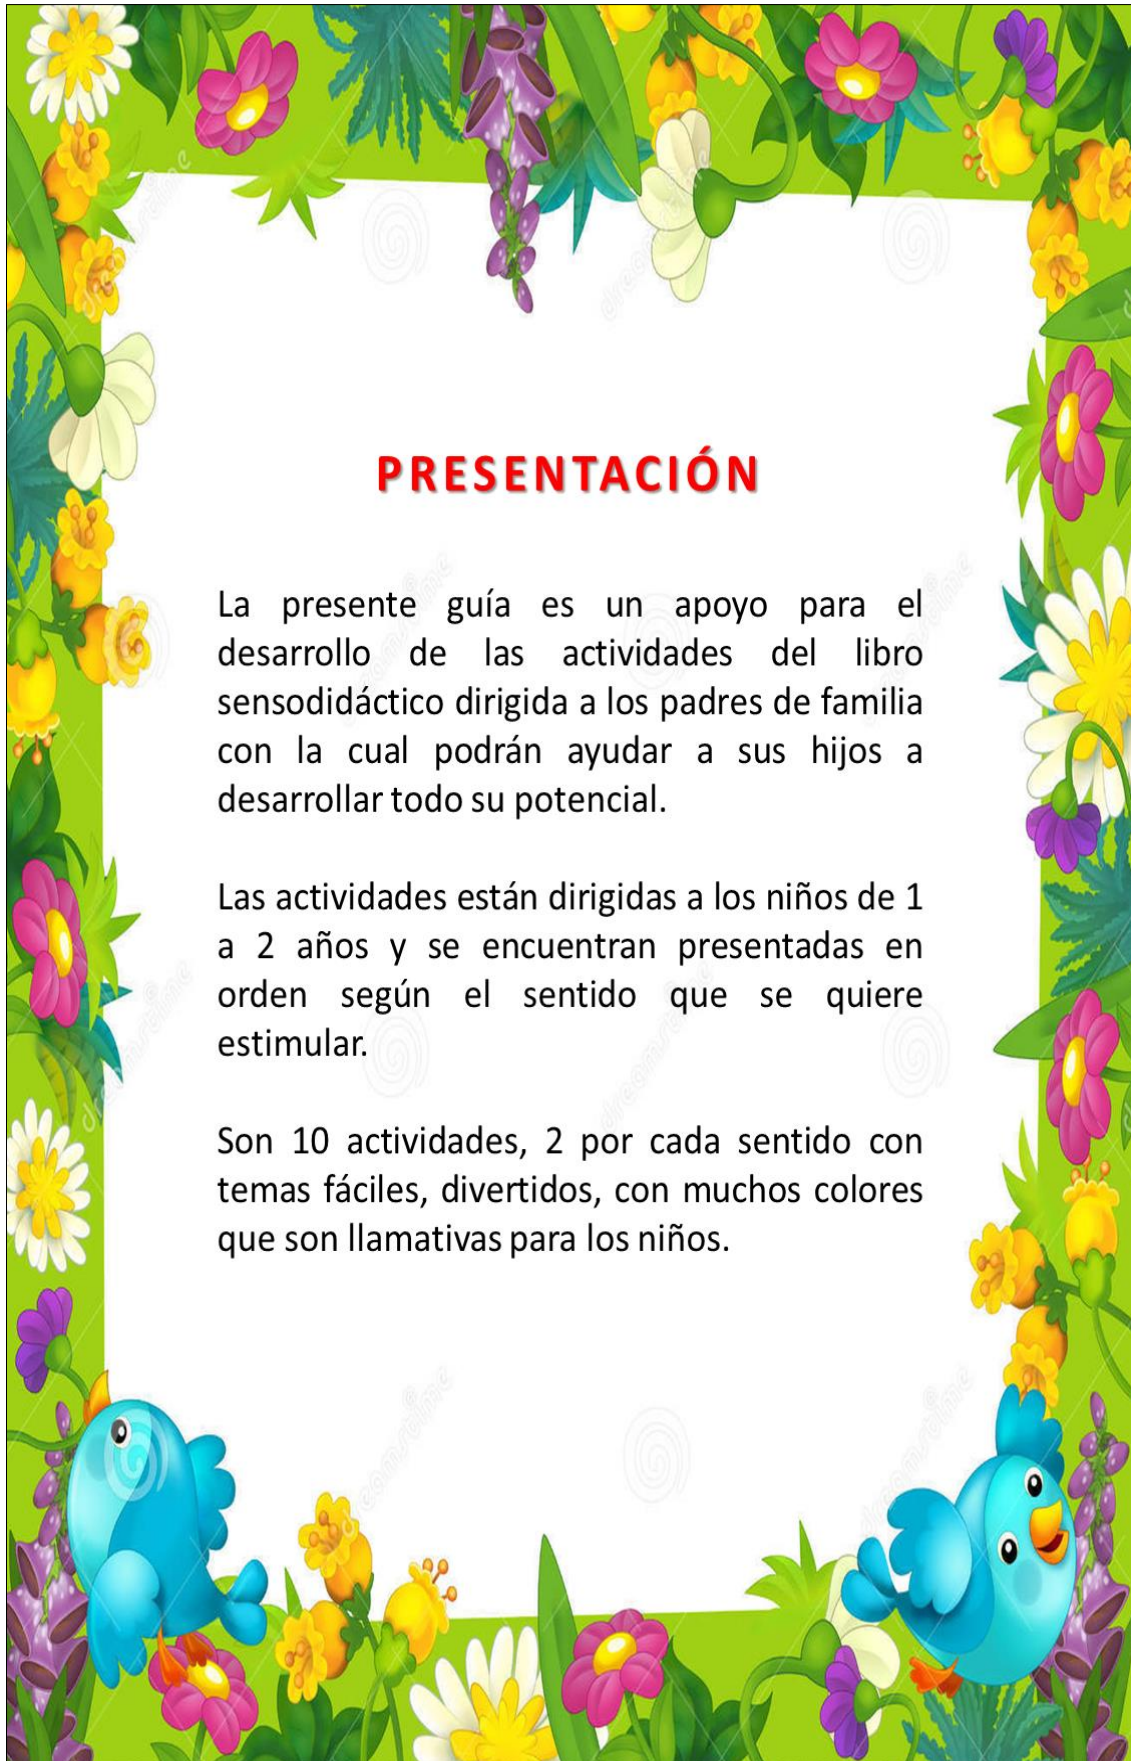 PRESENTACIÓN
La presente guía es un apoyo para el
desarrollo de las actividades del libro
sensodidáctico dirigida a los padres de familia
con la cual podrán ayudar a sus hijos a
desarrollar todo su potencial.
Las actividades están dirigidas a los niños de 1
a 2 años y se encuentran presentadas en
orden según el sentido que se quiere
estimular.
Son 10 actividades, 2 por cada sentido con
temas fáciles, divertidos, con muchos colores
que son llamativas para los niños.